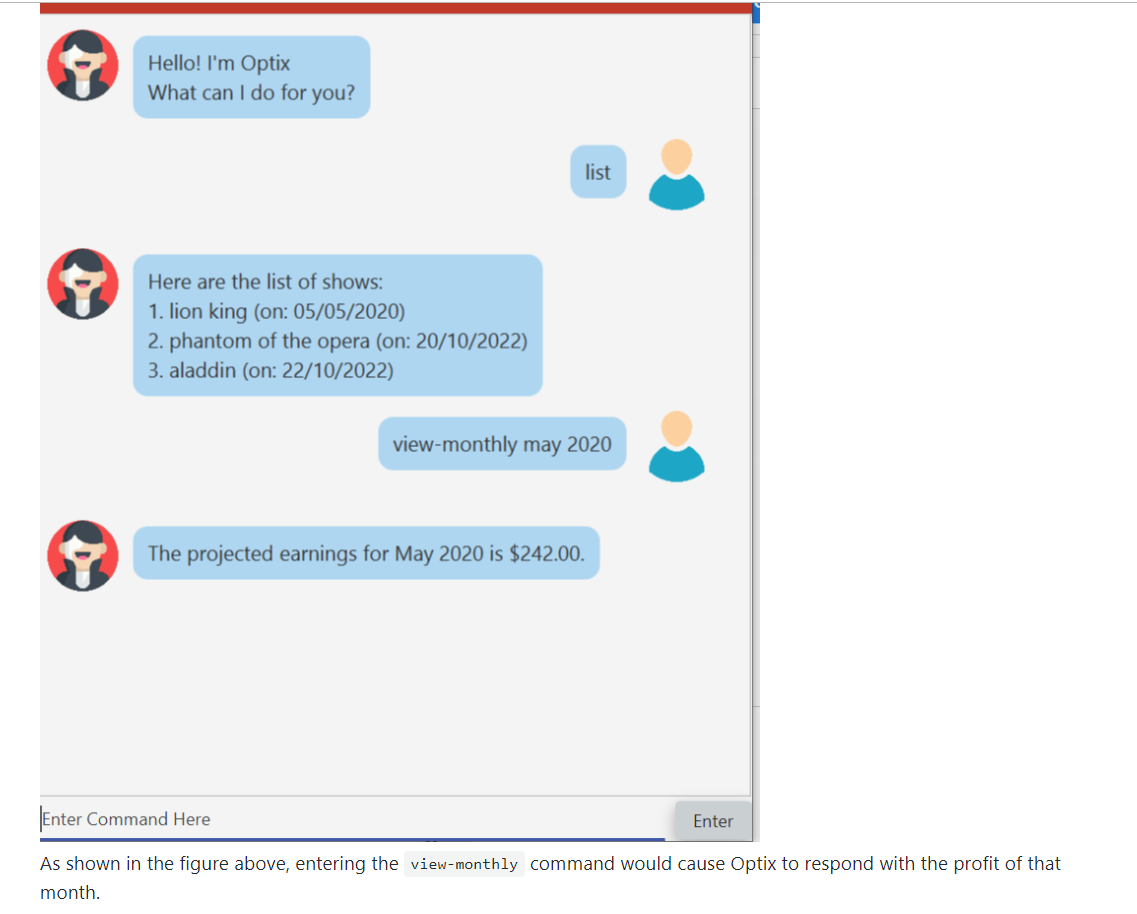 Hello! I'm Optix
What can I do for you?
list
Here are the list of shows:
1. lion king (on: 05/05/2020)
2. phantom of the opera (on: 20/10/2022)
3. aladdin (on: 22/10/2022)
view-monthly may 2020
The projected earnings for May 2020 is $242.00.
Enter Command Here
Enter
As shown in the figure above, entering the view-monthly command would cause Optix to respond with the profit of that
month.